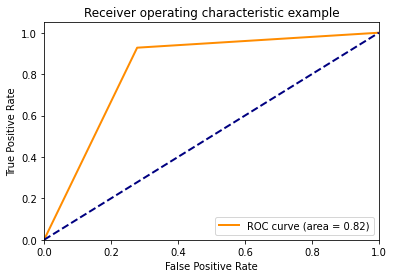 Receiver operating characteristic example
True Positive Rate
1.0
0.8
0.6
0.4
0.2
0.0
ROC curve (area = 0.82)
0.0 0.2 0.4 0.6 0.8 1.0
False Positive Rate